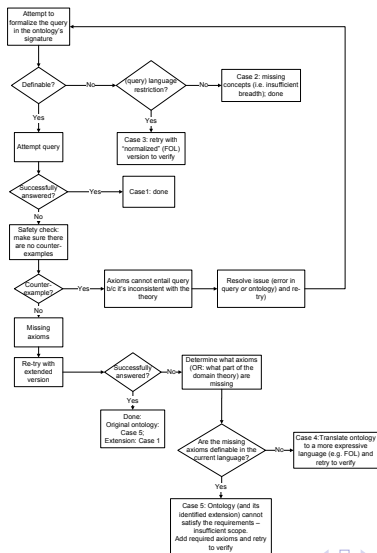 Attempt to
formalize the query
in the ontology's
signature
Definable?
No
(query) language
restriction?
No
Case 2: missing
concepts (i.e. insufficient
breadth); done
Yes
Yes
Attempt query
Case 3: retry with
"normalized" (FOL)
version to verify
Successfully
answered?
Yes
Case1: done
No
Safety check:
make sure there
are no counter-
examples
Counter-
example?
Yes
Axioms cannot entail query
b/c it's inconsistent with the
theory
Resolve issue (error in
query or ontology) and re-
try)
No
Missing
axioms
Re-try with
extended
version
Successfully
answered?
No
Determine what axioms
(OR: what part of
the domain theory) are
missing
Yes
Done:
Original ontology:
Case 5;
Extension: Case 1
Are the missing
axioms definable in the
current language?
No
Case 4:Translate ontology
to a more expressive
language (e.g. FOL) and
retry to verify
Yes
Case 5: Ontology (and its
identified extension) cannot
satisfy the requirements –
insufficient scope.
Add required axioms and retry
to verify